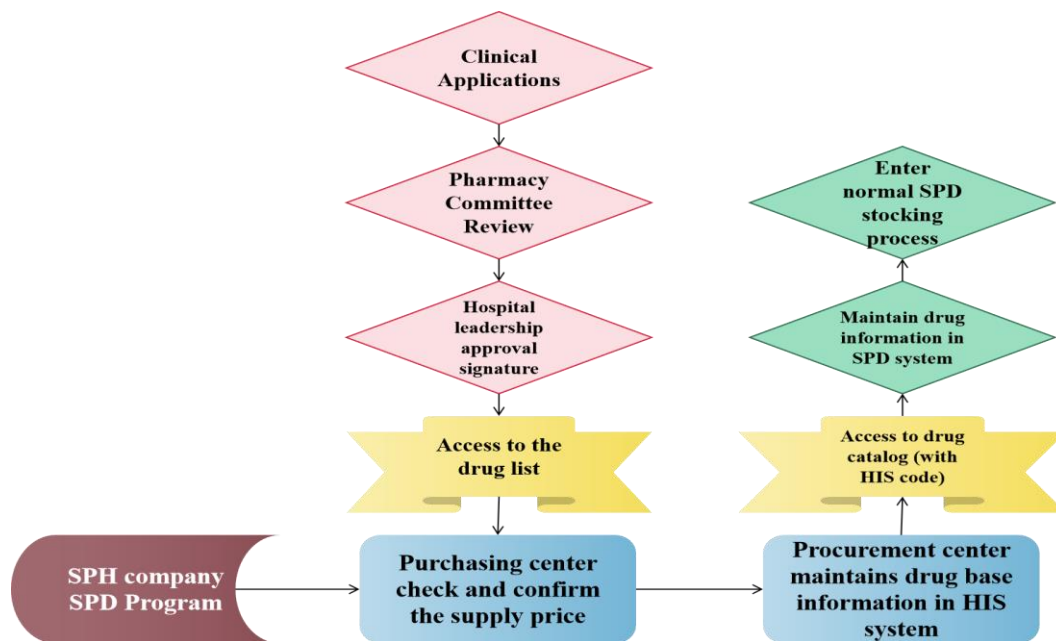 Clinical
Applications
Pharmacy
Committee
Review
Hospital
leadership
approval
signature
Access to the
drug list
SPH company
SPD Program
Purchasing center
check and confirm
the supply price
Procurement center
maintains drug base
information in HIS
system
Access to drug
catalog (with
HIS code)
Maintain drug
information in
SPD system
Enter
normal SPD
stocking
process